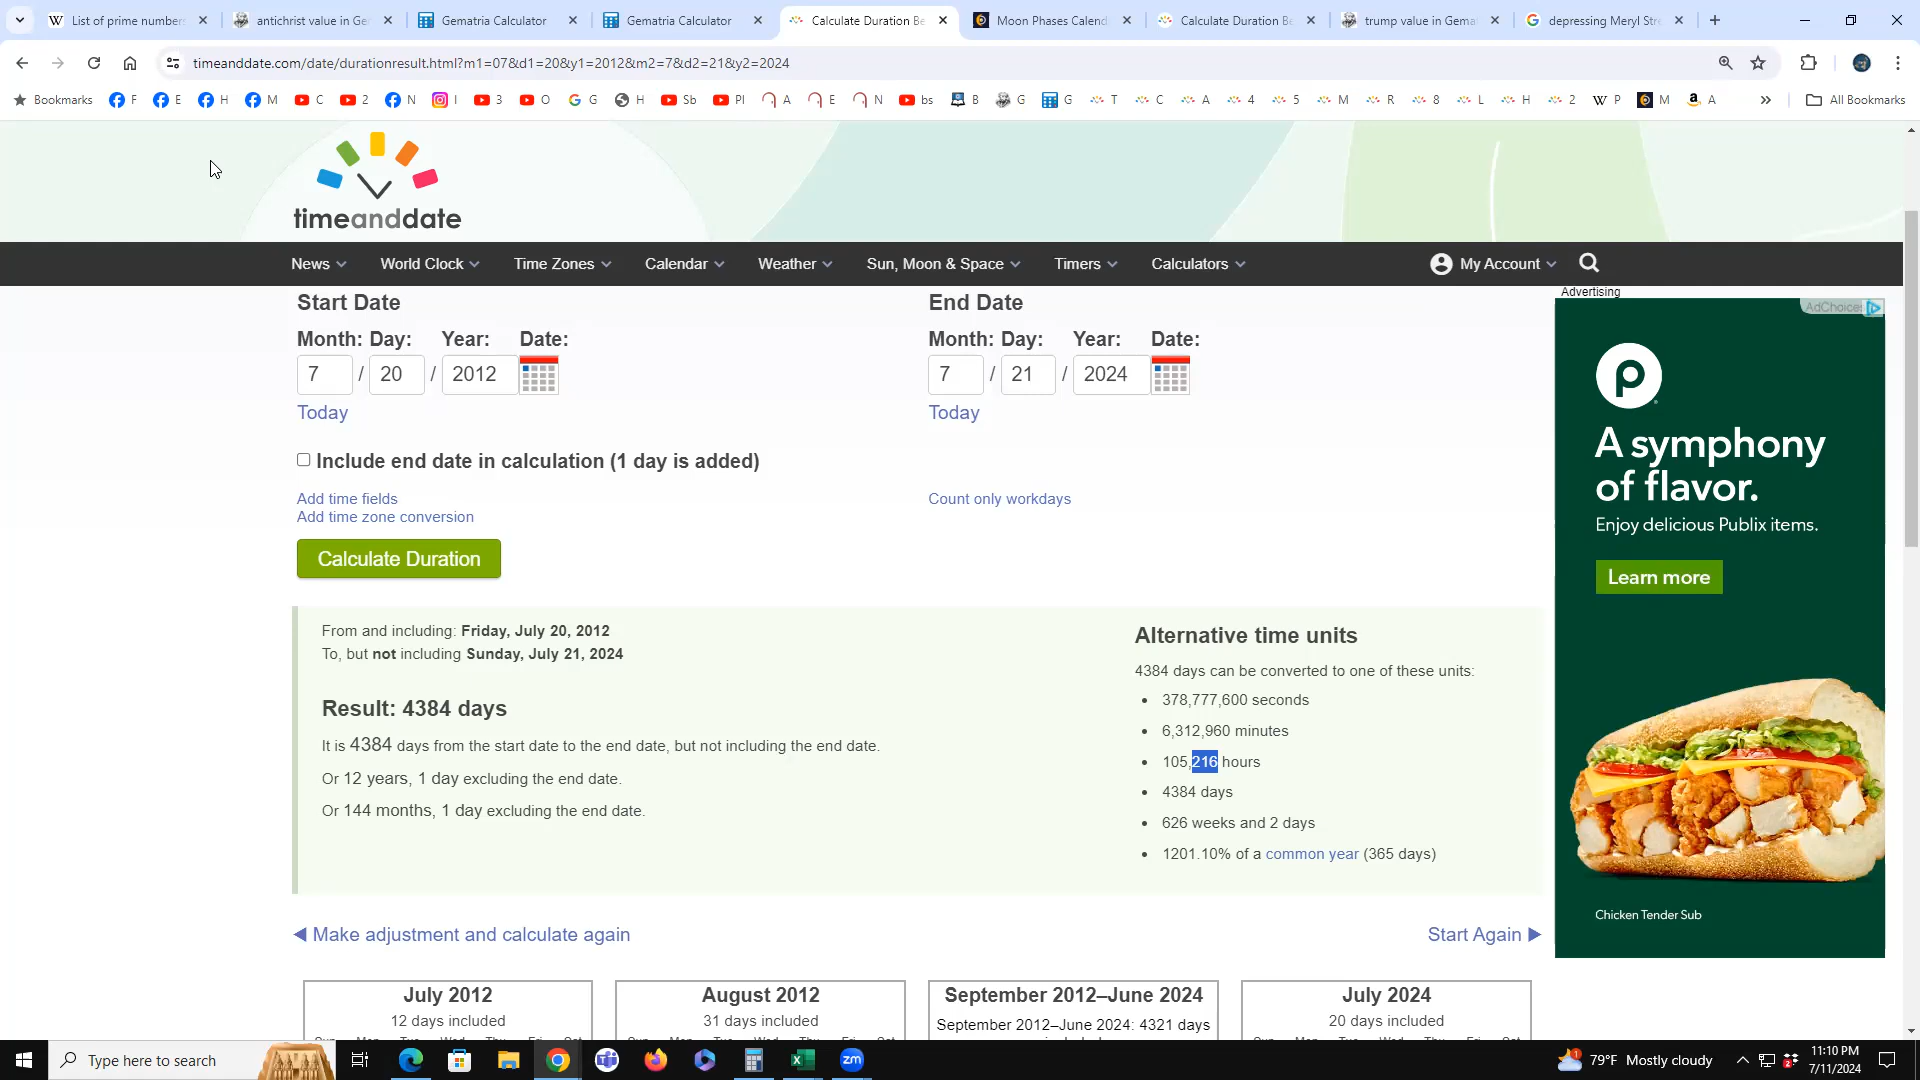 List of prime numbers
antichrist value in Ge
Gematria Calculator
Gematria Calculator
Calculate Duration Be
Moon Phases Calend
Calculate Duration Be
trump value in Gema
depressing Meryl Stre
timeanddate.com/date/durationresult.html?m1=07&d1=20&y1=2012&m2=7&d2=21&y2=2024
Bookmarks F E H M C 2 N I 3 O G H Sb Pl A E N bs B G G T C A 4 5 M R 8 L H 2 P M A » All Bookmarks
timeanddate
News World Clock Time Zones Calendar Weather Sun, Moon & Space Timers Calculators My Account
Advertising
AdChoices
Start Date
End Date
Month: Day: Year: Date:
Month: Day: Year: Date:
7 / 20 / 2012
7 / 21 / 2024
Today
Today
Include end date in calculation (1 day is added)
Add time fields
Count only workdays
Add time zone conversion
Calculate Duration
From and including: Friday, July 20, 2012
To, but not including Sunday, July 21, 2024
Result: 4384 days
It is 4384 days from the start date to the end date, but not including the end date.
Or 12 years, 1 day excluding the end date.
Or 144 months, 1 day excluding the end date.
Alternative time units
4384 days can be converted to one of these units:
• 378,777,600 seconds
• 6,312,960 minutes
• 105,216 hours
• 4384 days
• 626 weeks and 2 days
• 1201.10% of a common year (365 days)
Make adjustment and calculate again
Start Again
July 2012
12 days included
August 2012
31 days included
September 2012–June 2024
September 2012–June 2024: 4321 days
July 2024
20 days included
p
A symphony
of flavor.
Enjoy delicious Publix items.
Learn more
Chicken Tender Sub
Type here to search
zm
79°F Mostly cloudy
11:10 PM
7/11/2024